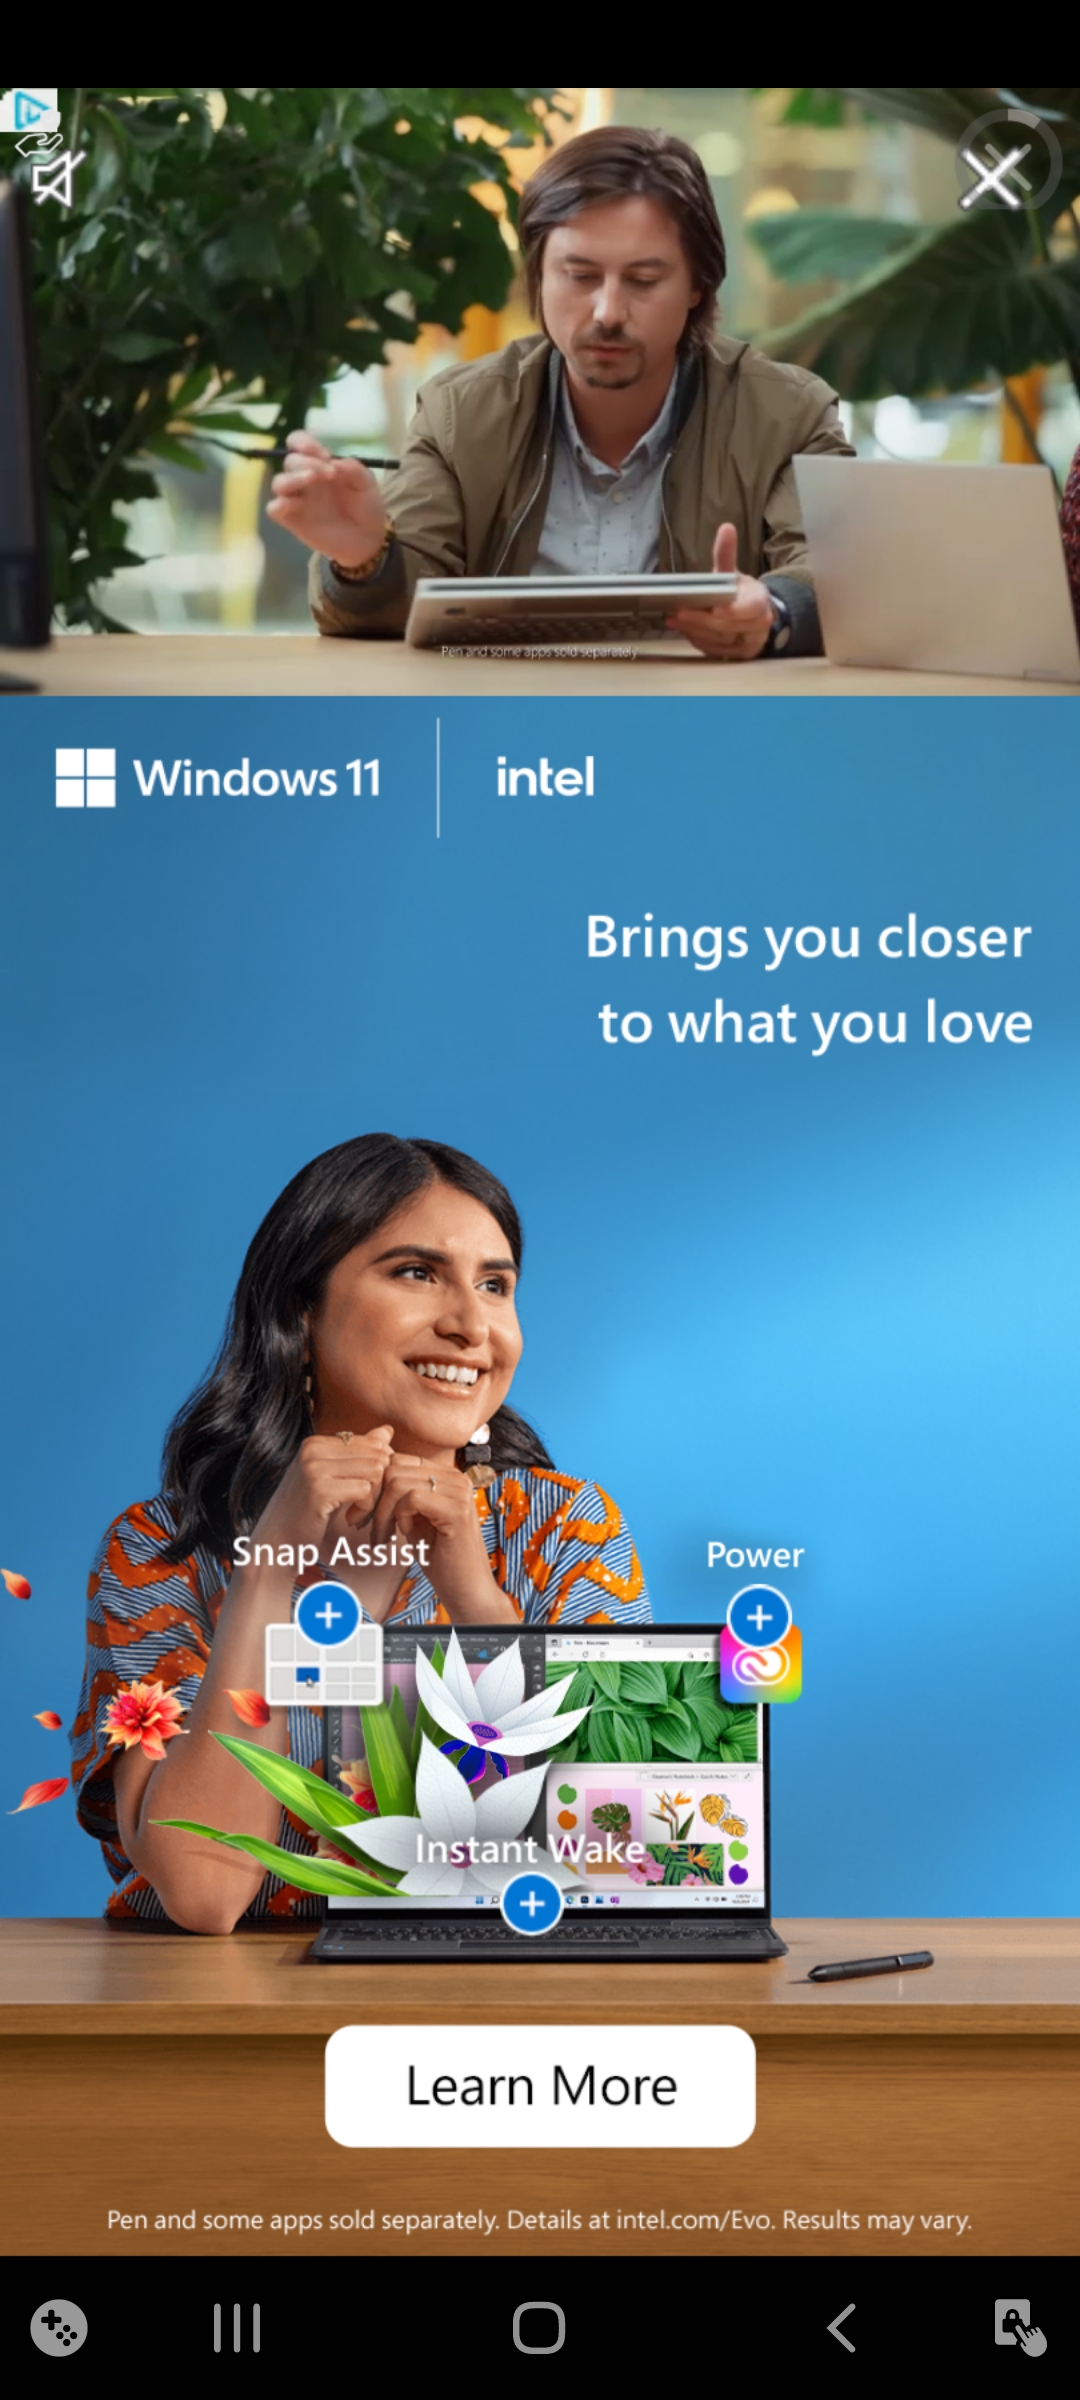 Pen and some apps sold separately
Windows 11
intel
Brings you closer
to what you love
Snap Assist
Power
Instant Wake
Learn More
Pen and some apps sold separately. Details at intel.com/Evo. Results may vary.